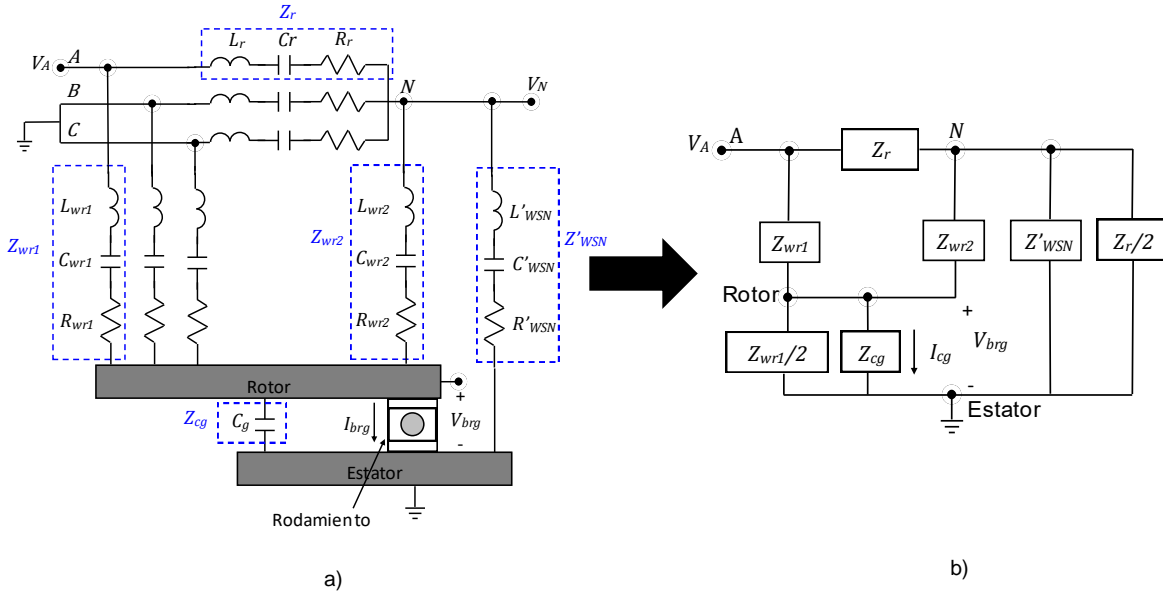 Zr
Lr Cr Rr
VA A
B
C
N
VN
Lwr1
Zwr1
Cwr1
Rwr1
Lwr2
Zwr2
Cwr2
Rwr2
L'WSN
Z'WSN
C'WSN
R'WSN
Rotor
+
Zcg
Cg
Ibrg
Vbrg
-
Estator
Rodamiento
a)
VA A
Zr
N
Zwr1
Zwr2
Z'WSN
Zr/2
Rotor
+
Zwr1/2
Zcg
Icg
Vbrg
-
Estator
b)